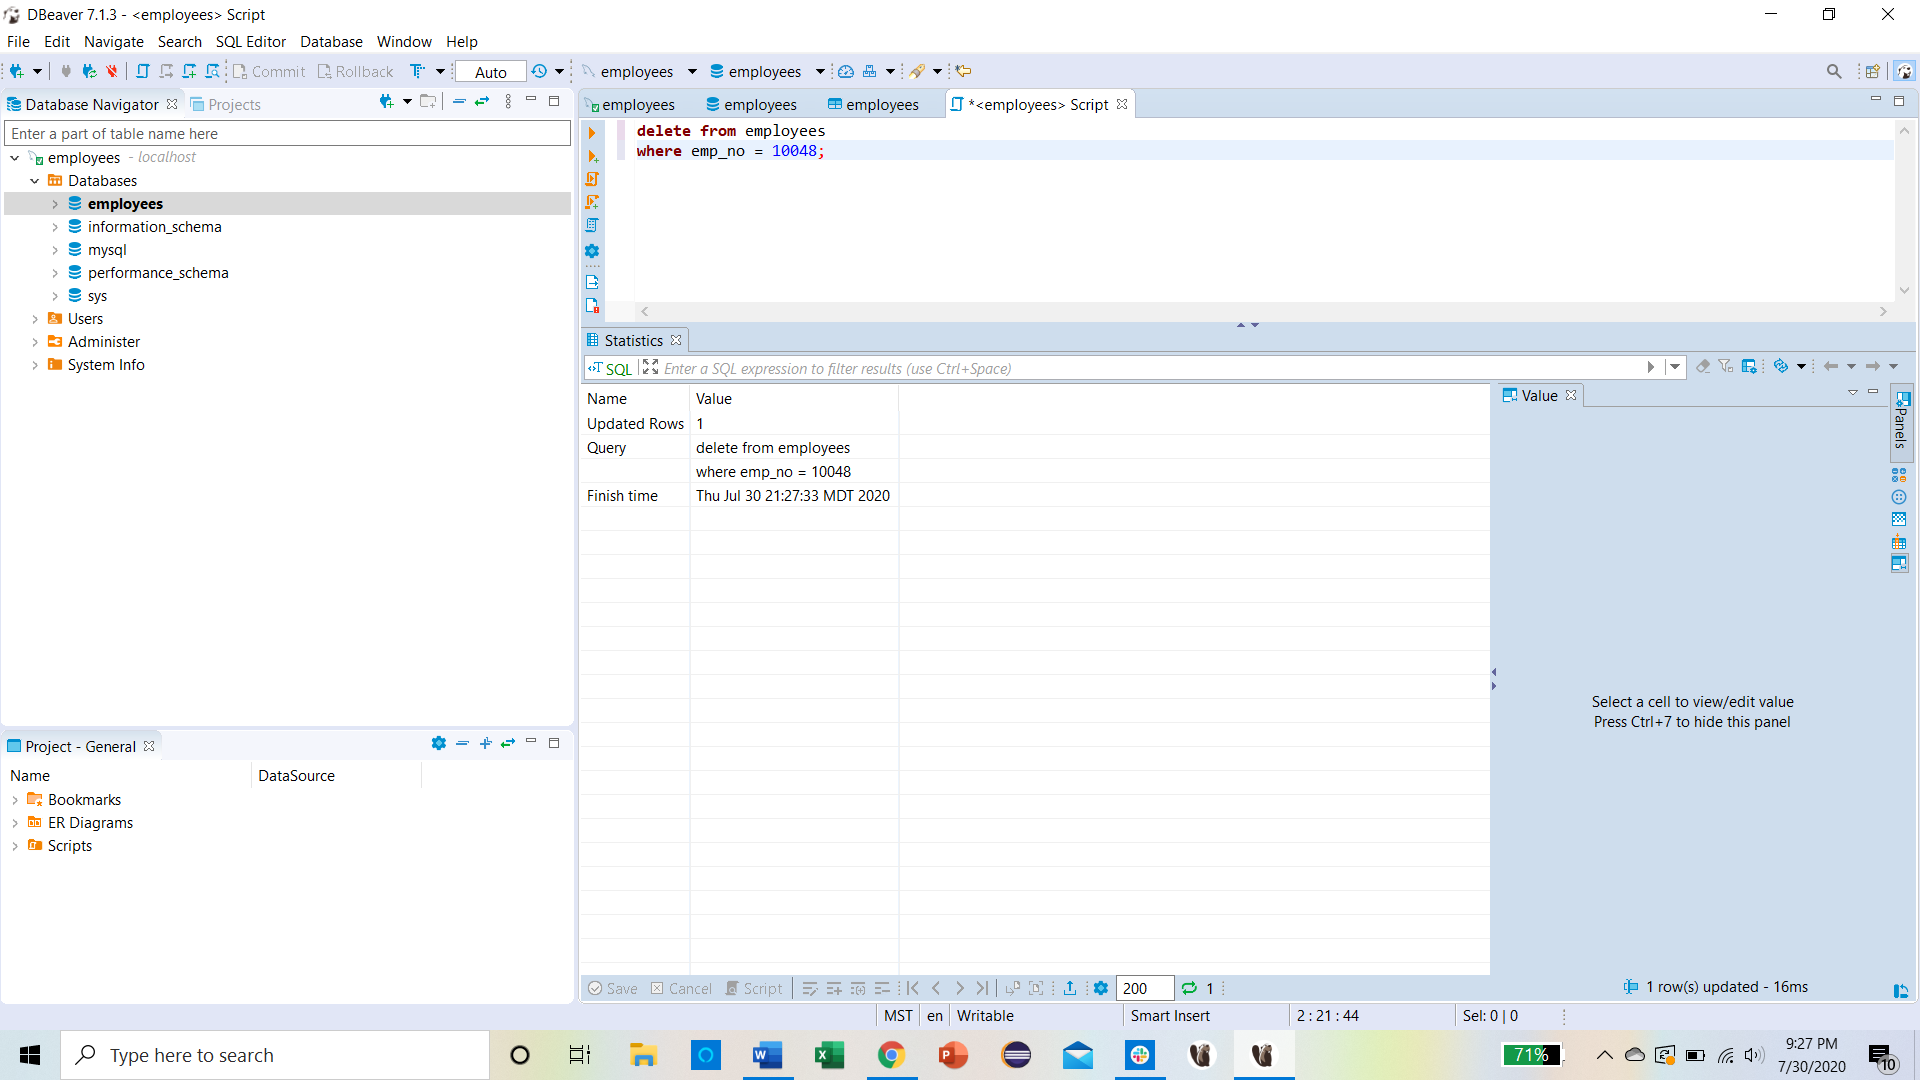 DBeaver 7.1.3 - <employees> Script
File Edit Navigate Search SQL Editor Database Window Help
Commit Rollback Auto employees employees
Database Navigator Projects
Enter a part of table name here
employees - localhost
Databases
employees
information_schema
mysql
performance_schema
sys
Users
Administer
System Info
Project - General
Name DataSource
Bookmarks
ER Diagrams
Scripts
employees employees employees *<employees> Script
delete from employees
where emp_no = 10048;
Statistics
SQL Enter a SQL expression to filter results (use Ctrl+Space)
Name Value
Updated Rows 1
Query delete from employees
where emp_no = 10048
Finish time Thu Jul 30 21:27:33 MDT 2020
Value
Select a cell to view/edit value
Press Ctrl+7 to hide this panel
Panels
Save Cancel Script 200 1
1 row(s) updated - 16ms
MST en Writable Smart Insert 2 : 21 : 44 Sel: 0 | 0
Type here to search
71%
9:27 PM
7/30/2020
10